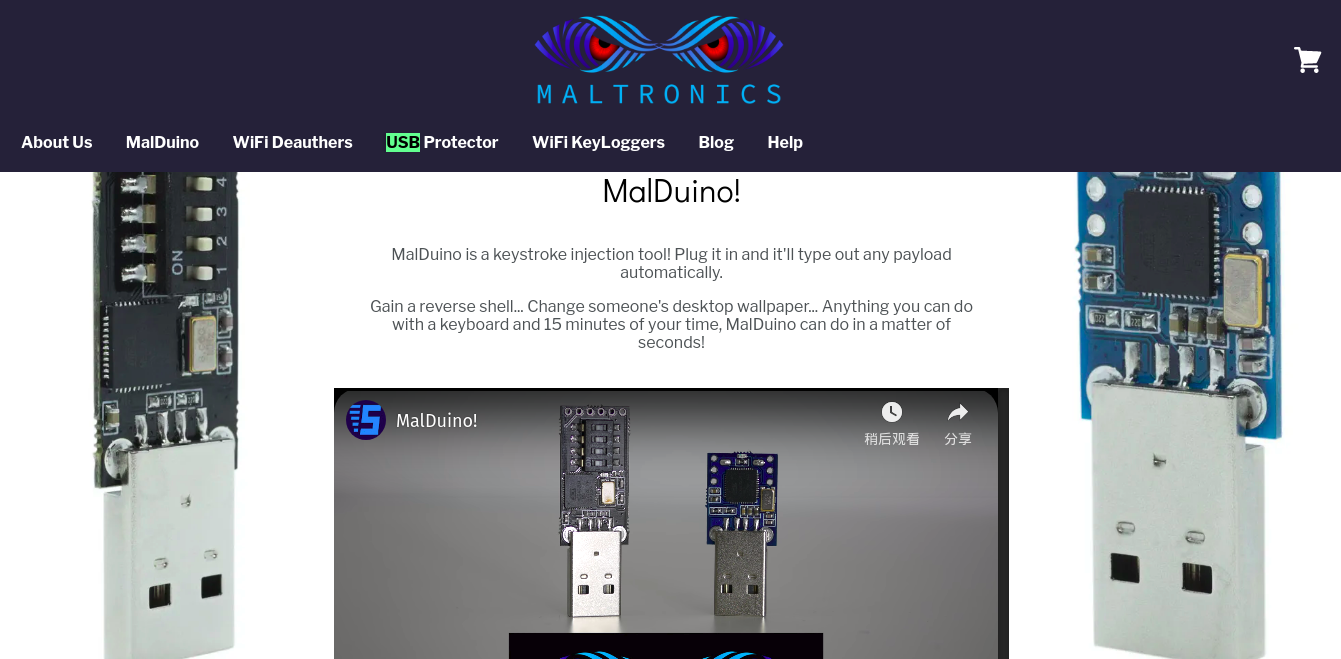 MALTRONICS
About Us MalDuino WiFi Deauthers USB Protector WiFi KeyLoggers Blog Help
MalDuino!
MalDuino is a keystroke injection tool! Plug it in and it'll type out any payload
automatically.
Gain a reverse shell... Change someone's desktop wallpaper... Anything you can do
with a keyboard and 15 minutes of your time, MalDuino can do in a matter of
seconds!
MalDuino!
稍后观看 分享
4
3
2
1
ON